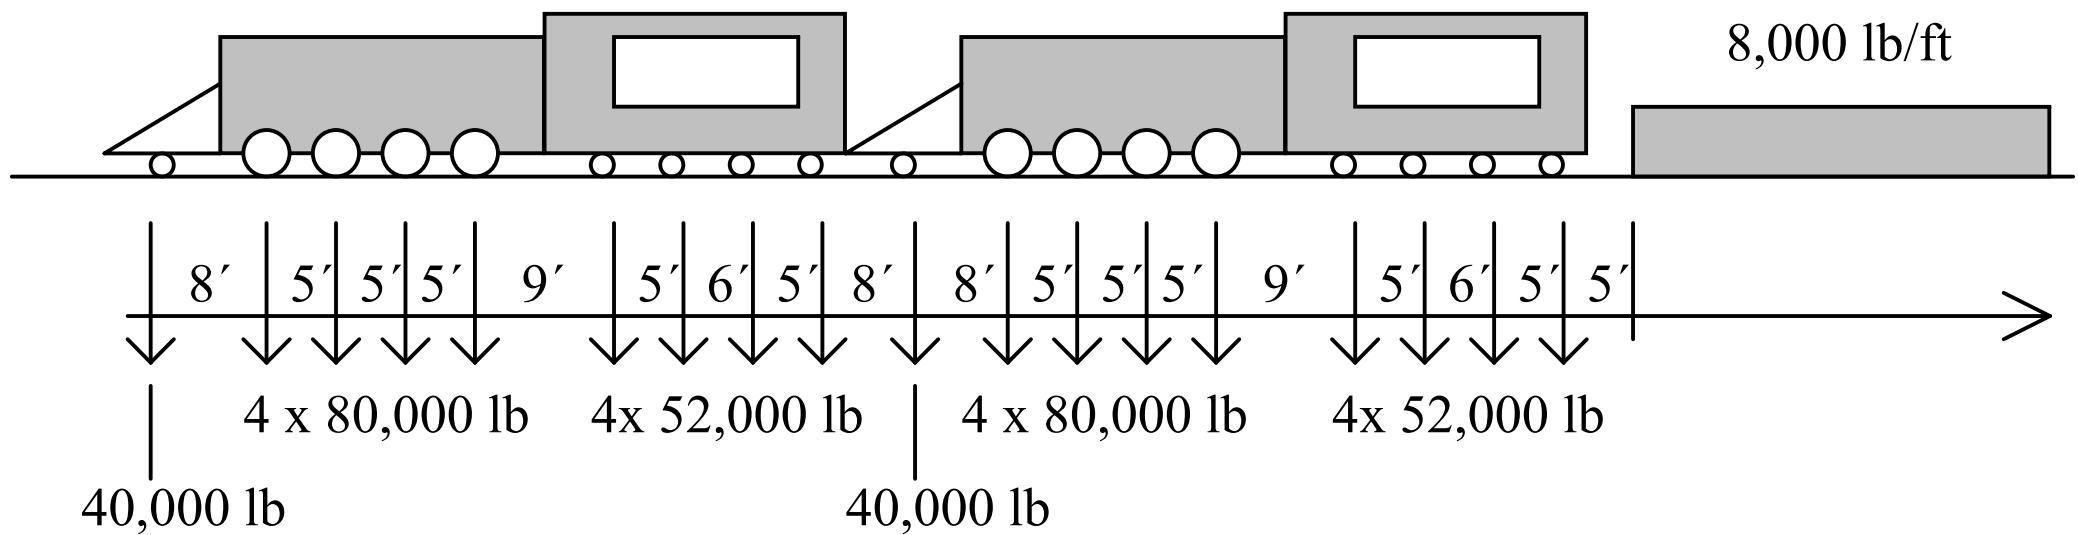 8,000 lb/ft
8´ 5´ 5´ 5´ 9´ 5´ 6´ 5´ 8´ 8´ 5´ 5´ 5´ 9´ 5´ 6´ 5´ 5´
4 x 80,000 lb 4x 52,000 lb 4 x 80,000 lb 4x 52,000 lb
40,000 lb 40,000 lb